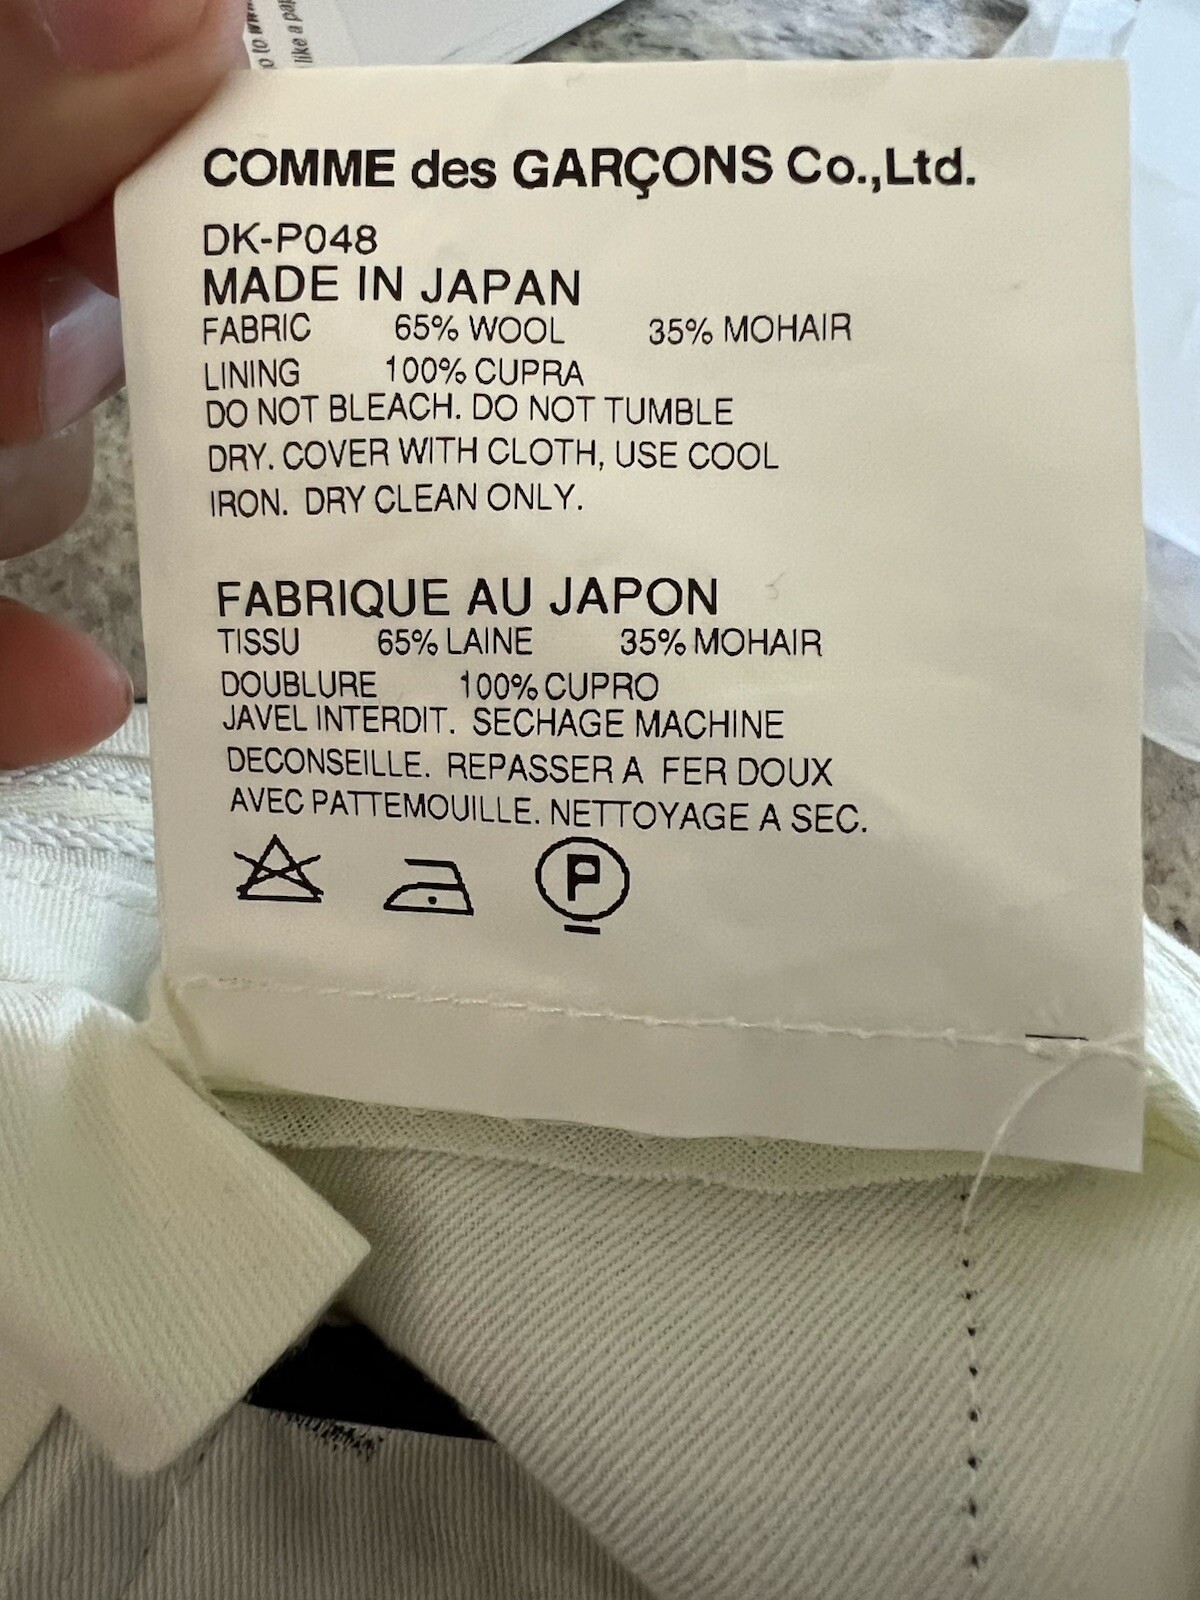 like a pap
COMME des GARÇONS Co.,Ltd.
DK-P048
MADE IN JAPAN
FABRIC 65% WOOL 35% MOHAIR
LINING 100% CUPRA
DO NOT BLEACH. DO NOT TUMBLE
DRY. COVER WITH CLOTH, USE COOL
IRON. DRY CLEAN ONLY.
FABRIQUE AU JAPON
TISSU 65% LAINE 35% MOHAIR
DOUBLURE 100% CUPRO
JAVEL INTERDIT. SECHAGE MACHINE
DECONSEILLE. REPASSER A FER DOUX
AVEC PATTEMOUILLE. NETTOYAGE A SEC.
P